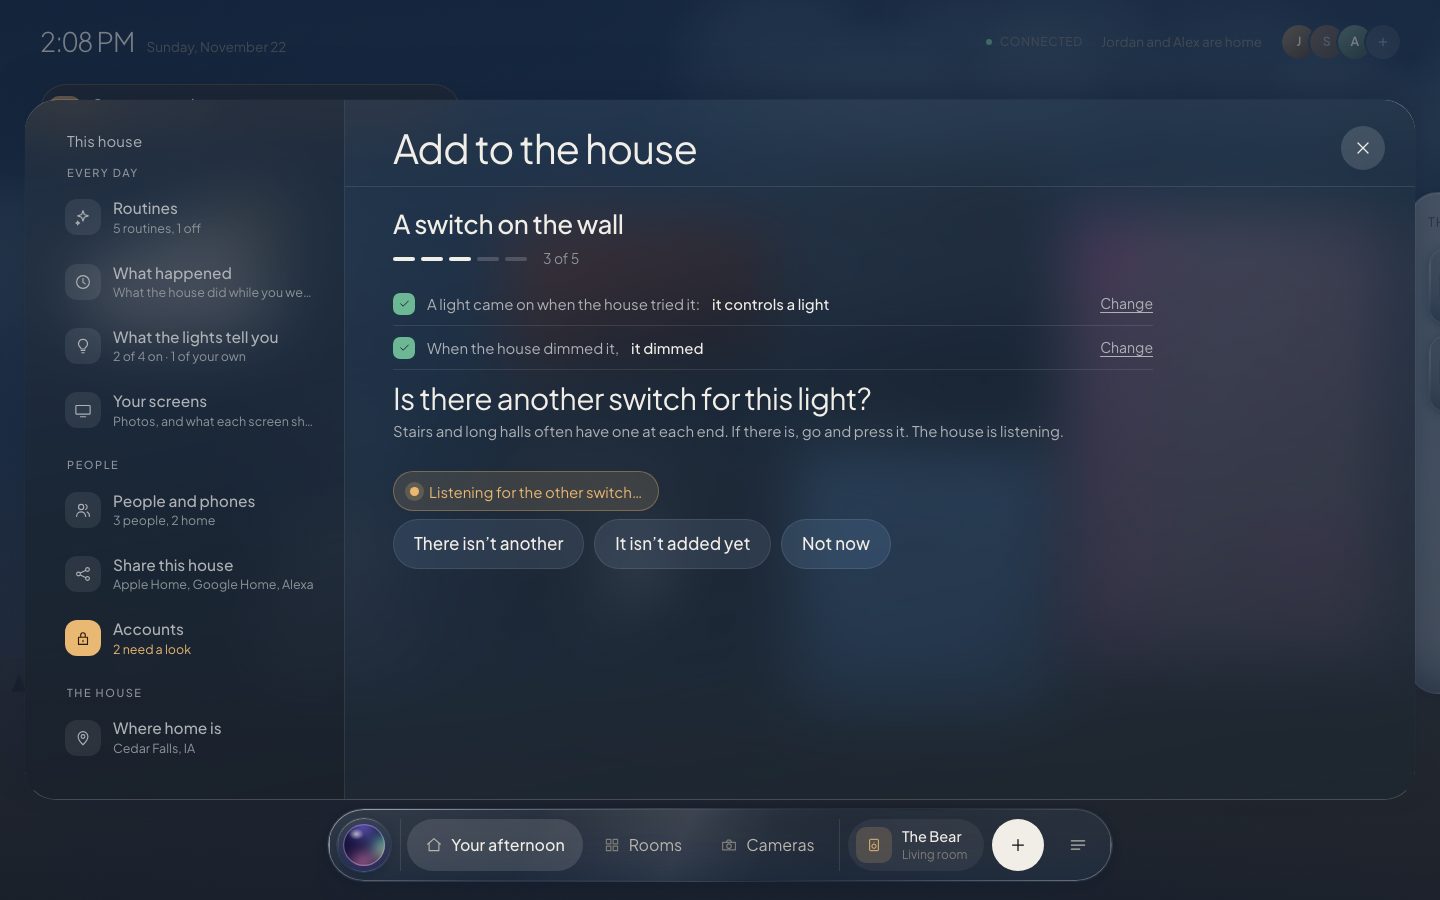 2:08 PM
Sunday, November 22
CONNECTED
Jordan and Alex are home
J
S
A
This house
EVERY DAY
Routines
5 routines, 1 off
What happened
What the house did while you we...
What the lights tell you
2 of 4 on · 1 of your own
Your screens
Photos, and what each screen sh...
PEOPLE
People and phones
3 people, 2 home
Share this house
Apple Home, Google Home, Alexa
Accounts
2 need a look
THE HOUSE
Where home is
Cedar Falls, IA
Add to the house
A switch on the wall
3 of 5
A light came on when the house tried it: it controls a light
Change
When the house dimmed it, it dimmed
Change
Is there another switch for this light?
Stairs and long halls often have one at each end. If there is, go and press it. The house is listening.
Listening for the other switch...
There isn’t another
It isn’t added yet
Not now
Your afternoon
Rooms
Cameras
The Bear
Living room